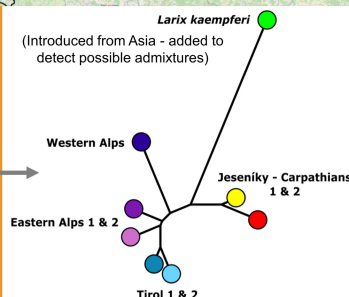 Larix kaempferi
(Introduced from Asia - added to
detect possible admixtures)
Western Alps
Jeseníky - Carpathians
1 & 2
Eastern Alps 1 & 2
Tirol 1 & 2